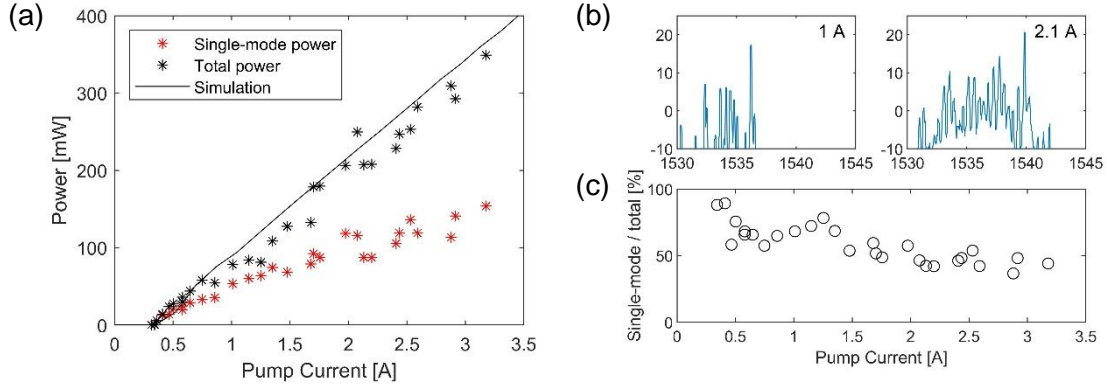 (a)
400
300
200
100
0
Power [mW]
Single-mode power
Total power
Simulation
0 0.5 1 1.5 2 2.5 3 3.5
Pump Current [A]
(b)
20
10
0
-10
1 A
1530 1535 1540 1545
20
10
0
-10
2.1 A
1530 1535 1540 1545
(c)
100
50
0
Single-mode / total [%]
0 0.5 1 1.5 2 2.5 3 3.5
Pump Current [A]